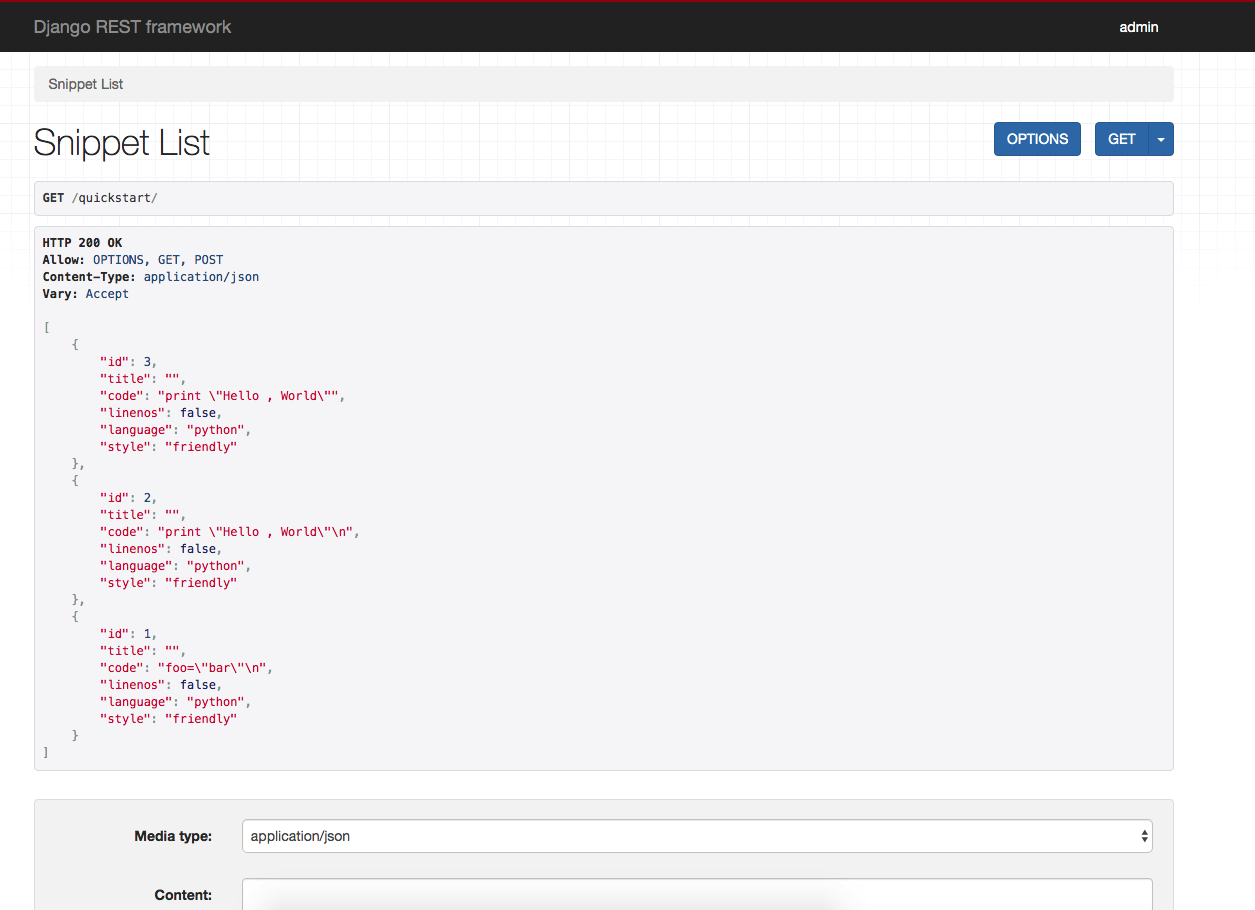 Django REST framework
admin
Snippet List
Snippet List
OPTIONS
GET
GET /quickstart/
HTTP 200 OK
Allow: OPTIONS, GET, POST
Content-Type: application/json
Vary: Accept
[
    {
        "id": 3,
        "title": "",
        "code": "print \"Hello , World\"",
        "linenos": false,
        "language": "python",
        "style": "friendly"
    },
    {
        "id": 2,
        "title": "",
        "code": "print \"Hello , World\"\n",
        "linenos": false,
        "language": "python",
        "style": "friendly"
    },
    {
        "id": 1,
        "title": "",
        "code": "foo=\"bar\"\n",
        "linenos": false,
        "language": "python",
        "style": "friendly"
    }
]
Media type:
application/json
Content: